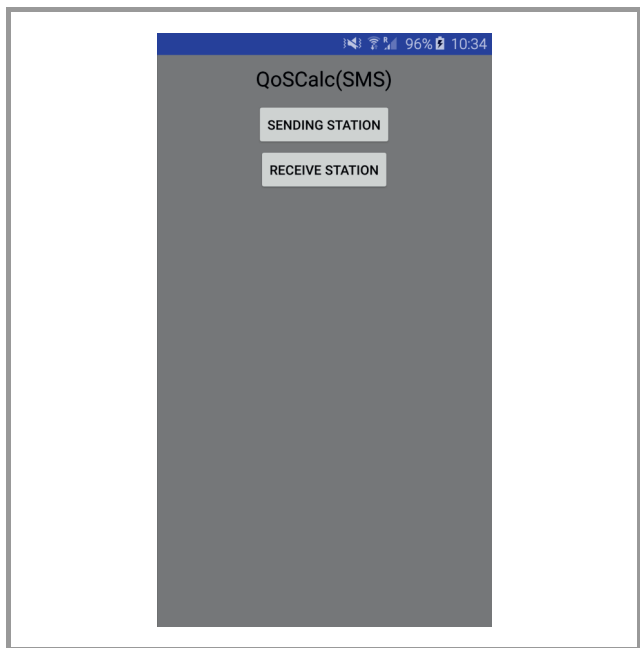 96% 10:34
QoSCalc(SMS)
SENDING STATION
RECEIVE STATION